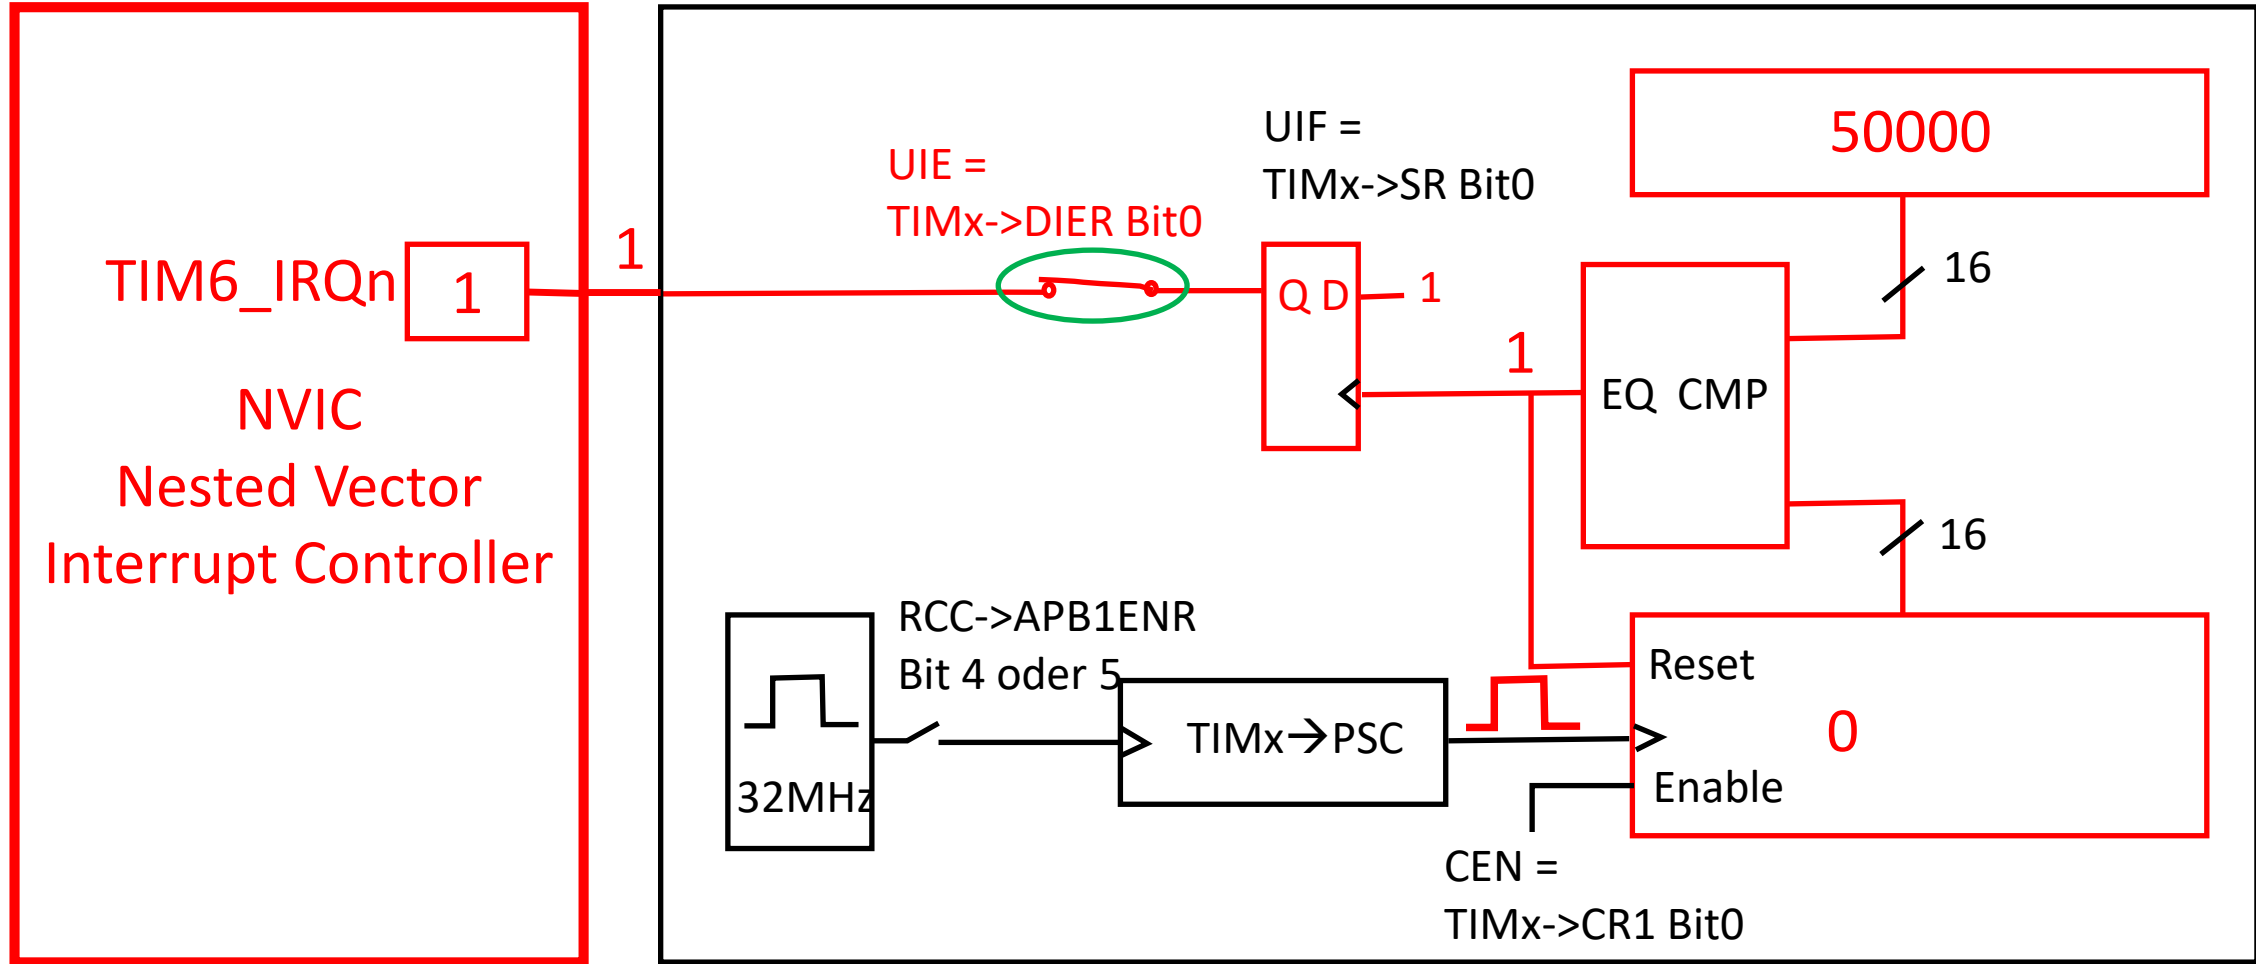 TIM6_IRQn
1
NVIC
Nested Vector
Interrupt Controller
1
UIE =
TIMx->DIER Bit0
UIF =
TIMx->SR Bit0
Q D
1
1
EQ CMP
50000
16
16
32MHz
RCC->APB1ENR
Bit 4 oder 5
TIMx→PSC
Reset
0
Enable
CEN =
TIMx->CR1 Bit0